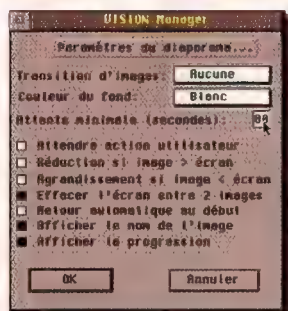 VISION Manager
Paramètres du diaporama...
Transition d'images: Aucune
Couleur du fond: Blanc
Attente minimale (secondes):
Attendre action utilisateur
Réduction si image > écran
Agrandissement si image < écran
Effacer l'écran entre 2 images
Retour automatique au début
Afficher le nom de l'image
Afficher la progression
OK Annuler